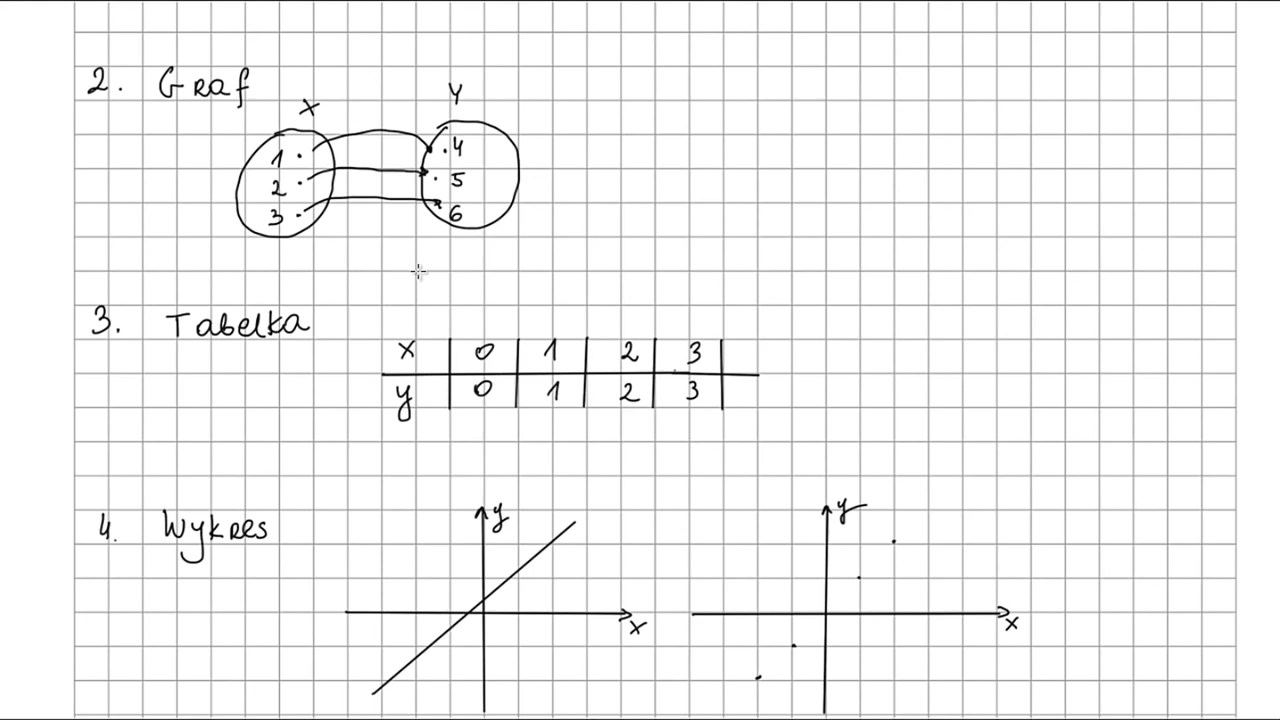 2. Graf
X Y
1 4
2 5
3 6
3. Tabelka
x 0 1 2 3
y 0 1 2 3
4. Wykres
y y
x x